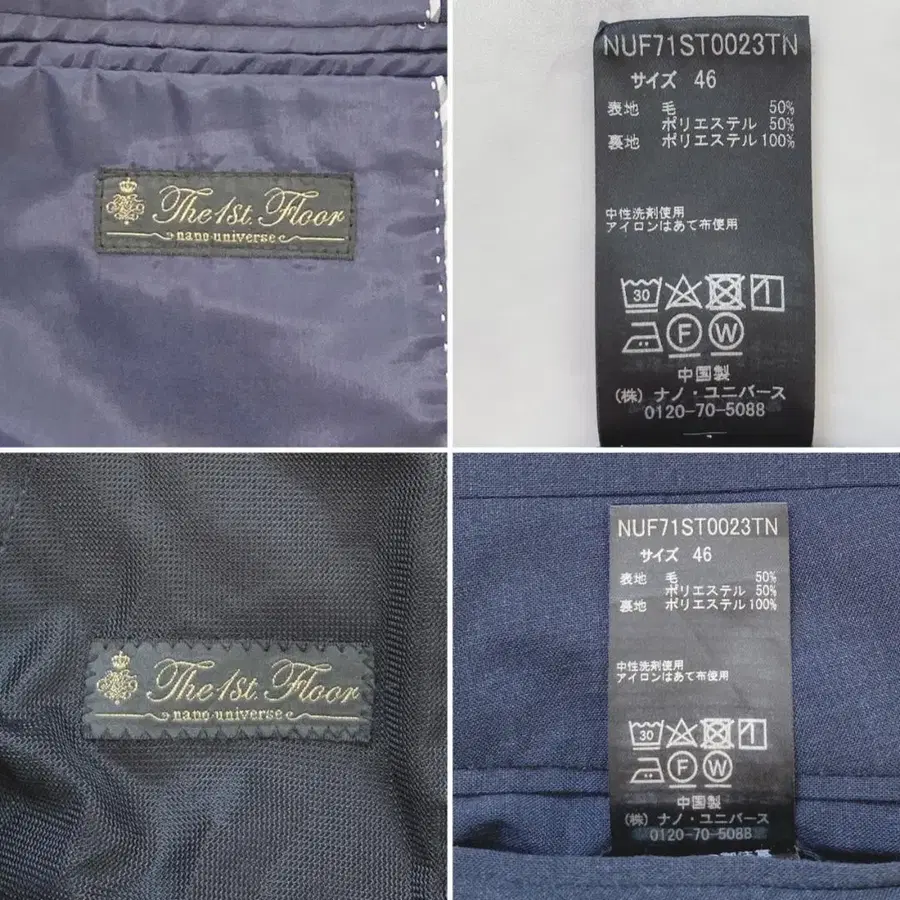 The 1st. Floor
nano·universe
NUF71ST0023TN
サイズ 46
表地 毛 50%
ポリエステル 50%
裏地 ポリエステル 100%
中性洗剤使用
アイロンはあて布使用
30
F W
中国製
(株) ナノ・ユニバース
0120-70-5088
The 1st. Floor
nano·universe
NUF71ST0023TN
サイズ 46
表地 毛 50%
ポリエステル 50%
裏地 ポリエステル 100%
中性洗剤使用
アイロンはあて布使用
30
F W
中国製
(株) ナノ・ユニバース
0120-70-5088